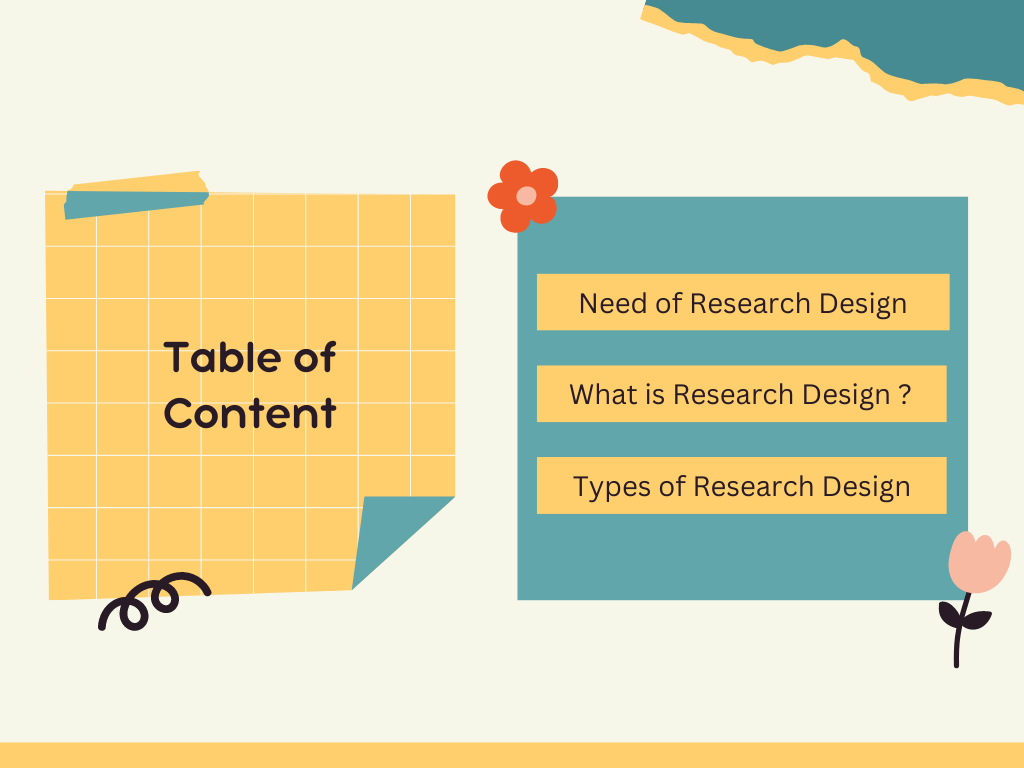 Table of
Content
Need of Research Design
What is Research Design ?
Types of Research Design